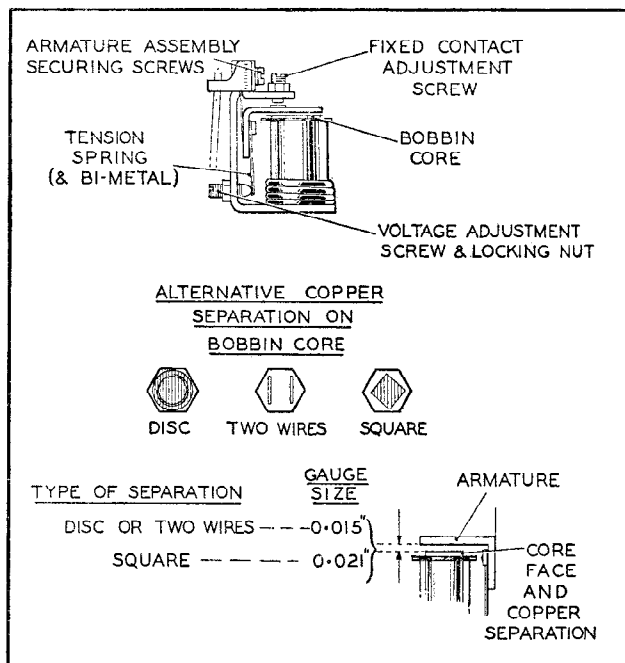 ARMATURE ASSEMBLY
SECURING SCREWS
FIXED CONTACT
ADJUSTMENT
SCREW
TENSION
SPRING
(& BI-METAL)
BOBBIN
CORE
VOLTAGE ADJUSTMENT
SCREW & LOCKING NUT
ALTERNATIVE COPPER
SEPARATION ON
BOBBIN CORE
DISC TWO WIRES SQUARE
TYPE OF SEPARATION
GAUGE
SIZE
DISC OR TWO WIRES 0.015"
SQUARE 0.021"
ARMATURE
CORE
FACE
AND
COPPER
SEPARATION